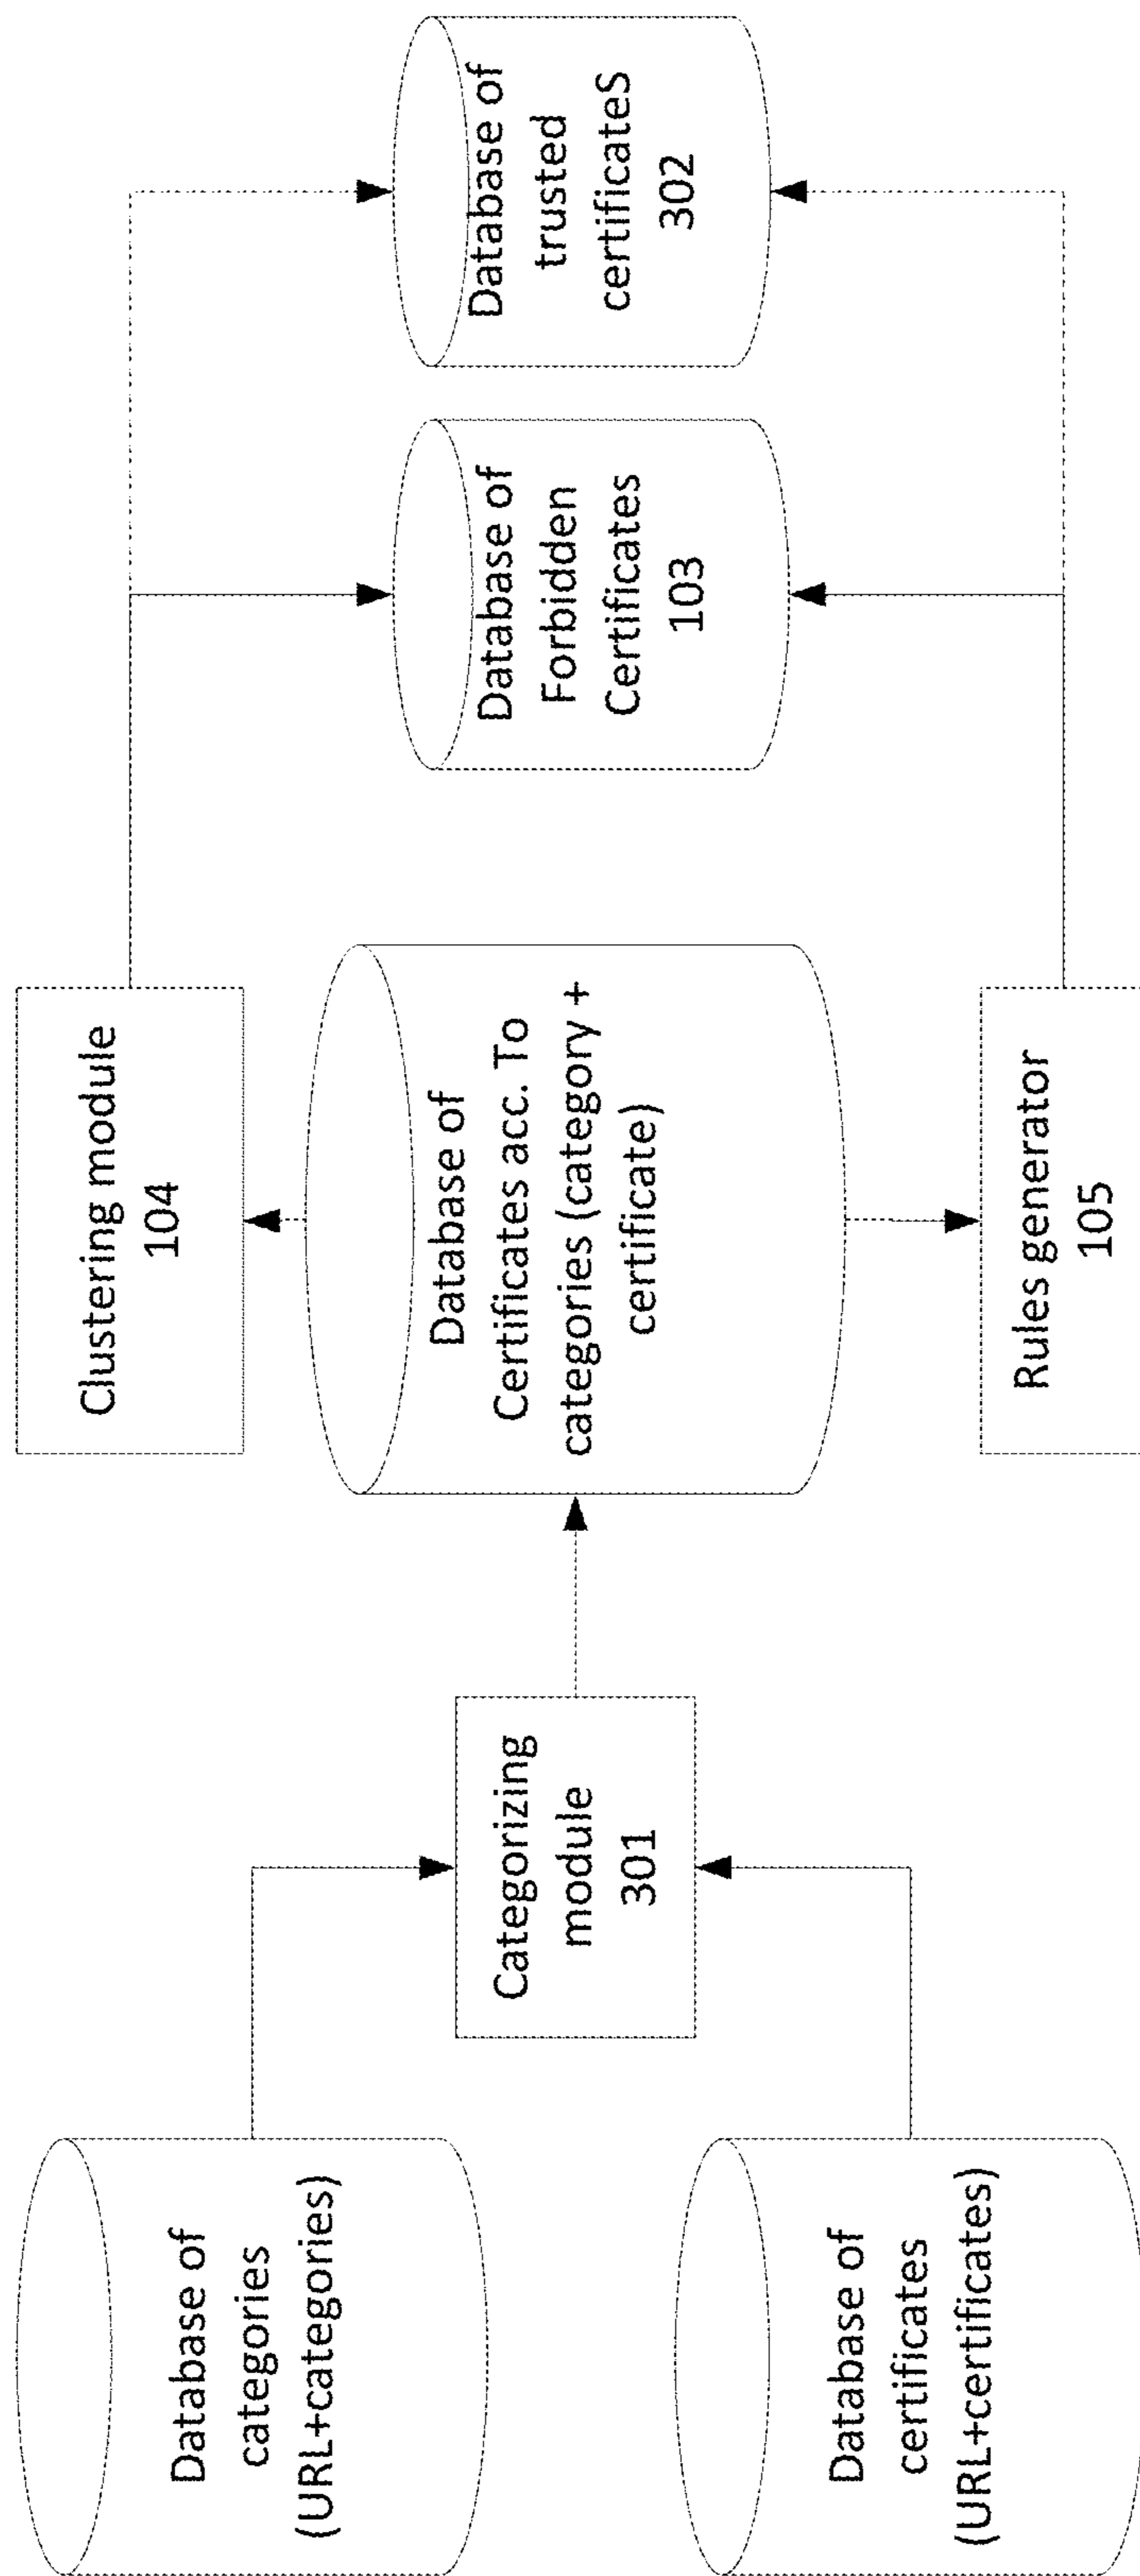 Database of
categories
(URL+categories)
Database of
certificates
(URL+certificates)
Categorizing
module
301
Clustering module
104
Database of
Certificates acc. To
categories (category +
certificate)
Rules generator
105
Database of
Forbidden
Certificates
103
Database of
trusted
certificateS
302